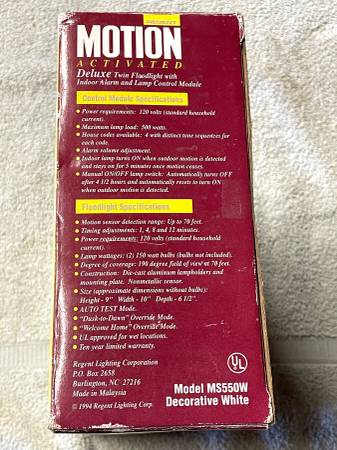 MOTION
ACTIVATED
Deluxe Twin Floodlight with
Indoor Alarm and Lamp Control Module
Control Module Specifications
• Power requirements: 120 volts (standard household
current).
• Maximum lamp load: 500 watts.
• House codes available: 4 with distinct tone sequences for
each code.
• Alarm volume adjustment.
• Indoor lamp turns ON when outdoor motion is detected
and stays on for 5 minutes once motion ceases.
• Manual ON/OFF lamp switch: Automatically turns OFF
after 4 1/2 hours and automatically resets to turn ON
when outdoor motion is detected.
Floodlight Specifications
• Motion sensor detection range: Up to 70 feet.
• Timing adjustments: 1, 4, 8 and 12 minutes.
• Power requirements: 120 volts (standard household
current).
• Lamp wattages: (2) 150 watt bulbs (bulbs not included).
• Degree of coverage: 190 degree field of view at 70 feet.
• Construction: Die-cast aluminum lampholders and
mounting plate. Nonmetallic sensor.
• Size (approximate dimensions without bulbs):
Height - 9" Width - 10" Depth - 6 1/2".
• AUTO TEST Mode.
• "Dusk-to-Dawn" Override Mode.
• "Welcome Home" Override Mode.
• UL approved for wet locations.
• Ten year limited warranty.
Regent Lighting Corporation
P.O. Box 2658
Burlington, NC 27216
Made in Malaysia
© 1994 Regent Lighting Corp.
UL
Model MS550W
Decorative White